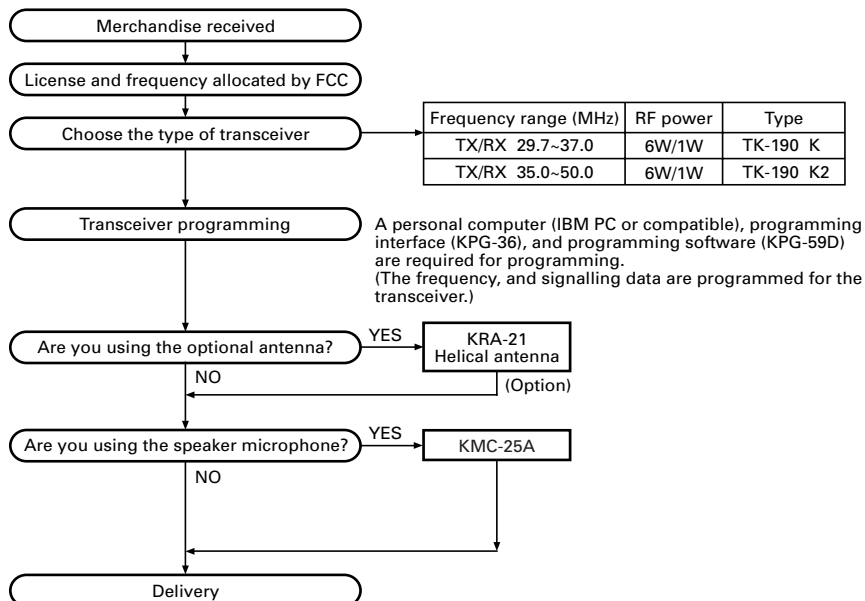 Merchandise received
License and frequency allocated by FCC
Choose the type of transceiver
Frequency range (MHz) RF power Type
TX/RX 29.7~37.0 6W/1W TK-190 K
TX/RX 35.0~50.0 6W/1W TK-190 K2
Transceiver programming
A personal computer (IBM PC or compatible), programming
interface (KPG-36), and programming software (KPG-59D)
are required for programming.
(The frequency, and signalling data are programmed for the
transceiver.)
Are you using the optional antenna?
YES
KRA-21
Helical antenna
(Option)
NO
Are you using the speaker microphone?
YES
KMC-25A
NO
Delivery